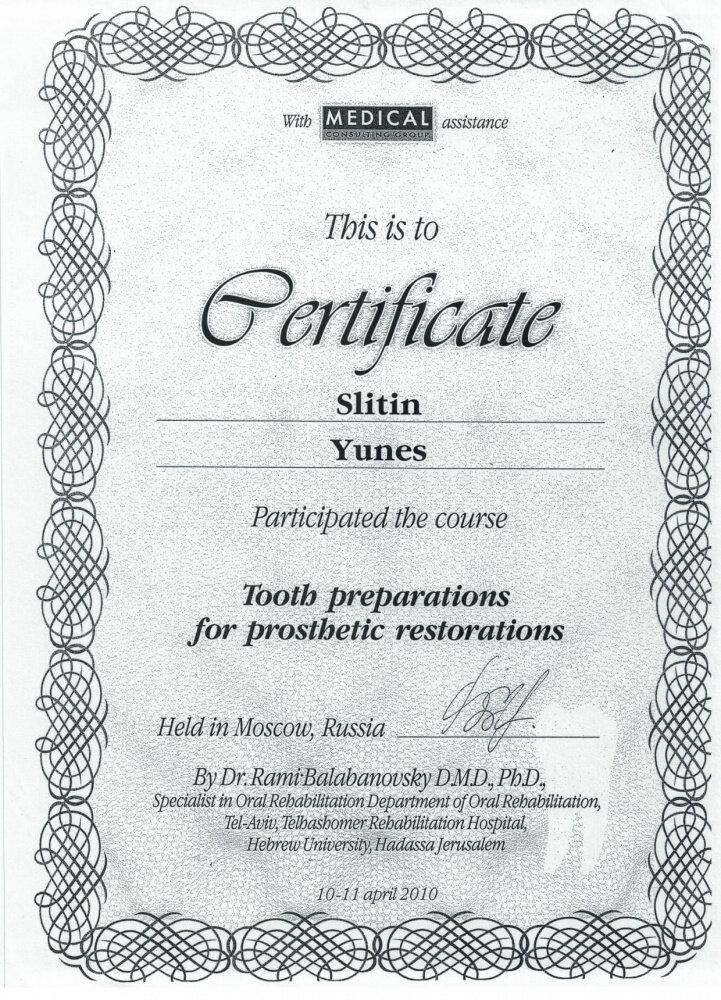 With MEDICAL CONSULTING GROUP assistance
This is to
Certificate
Slitin
Yunes
Participated the course
Tooth preparations
for prosthetic restorations
Held in Moscow, Russia
By Dr. Rami Balabanovsky D.M.D., Ph.D.,
Specialist in Oral Rehabilitation Department of Oral Rehabilitation,
Tel-Aviv, Telhashomer Rehabilitation Hospital,
Hebrew University, Hadassa Jerusalem
10-11 april 2010